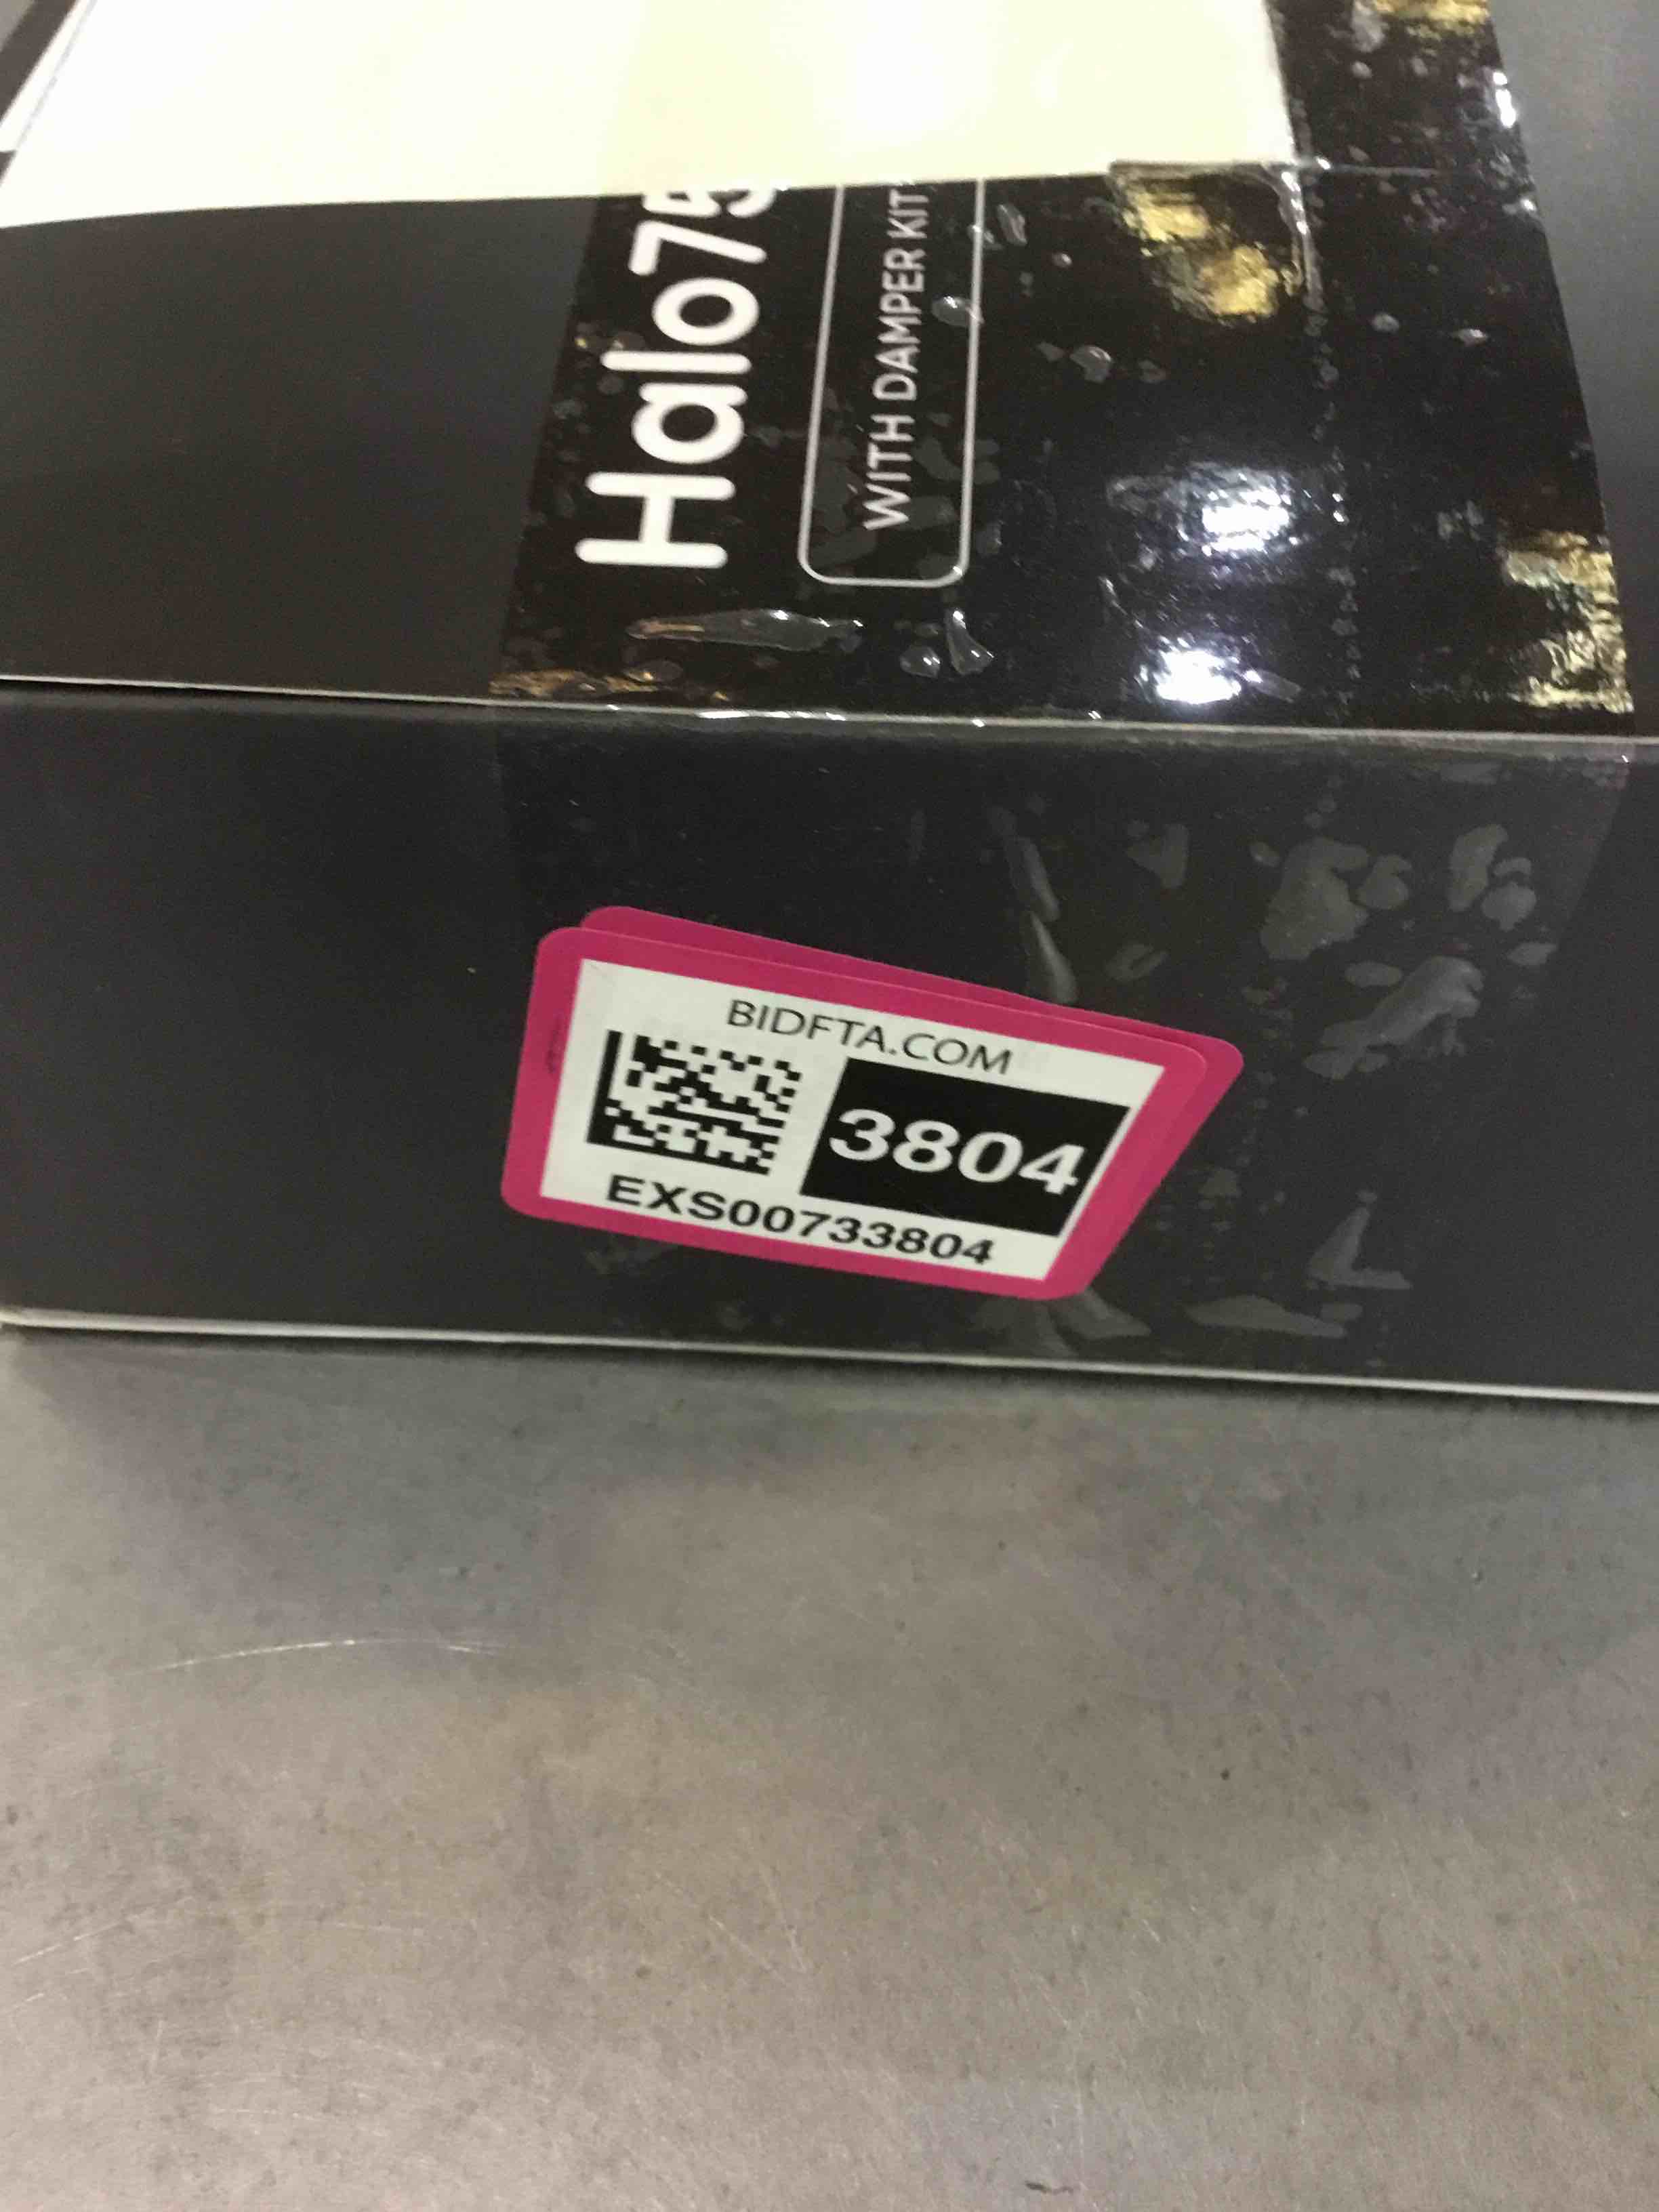 Halo75
WITH DAMPER KIT
BIDFTA.COM
3804
EXS00733804